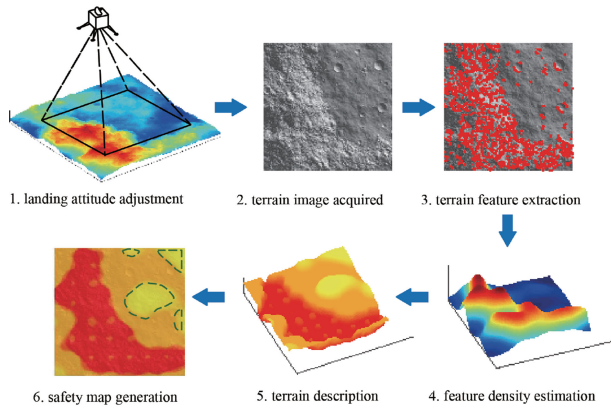 1. landing attitude adjustment
2. terrain image acquired
3. terrain feature extraction
6. safety map generation
5. terrain description
4. feature density estimation